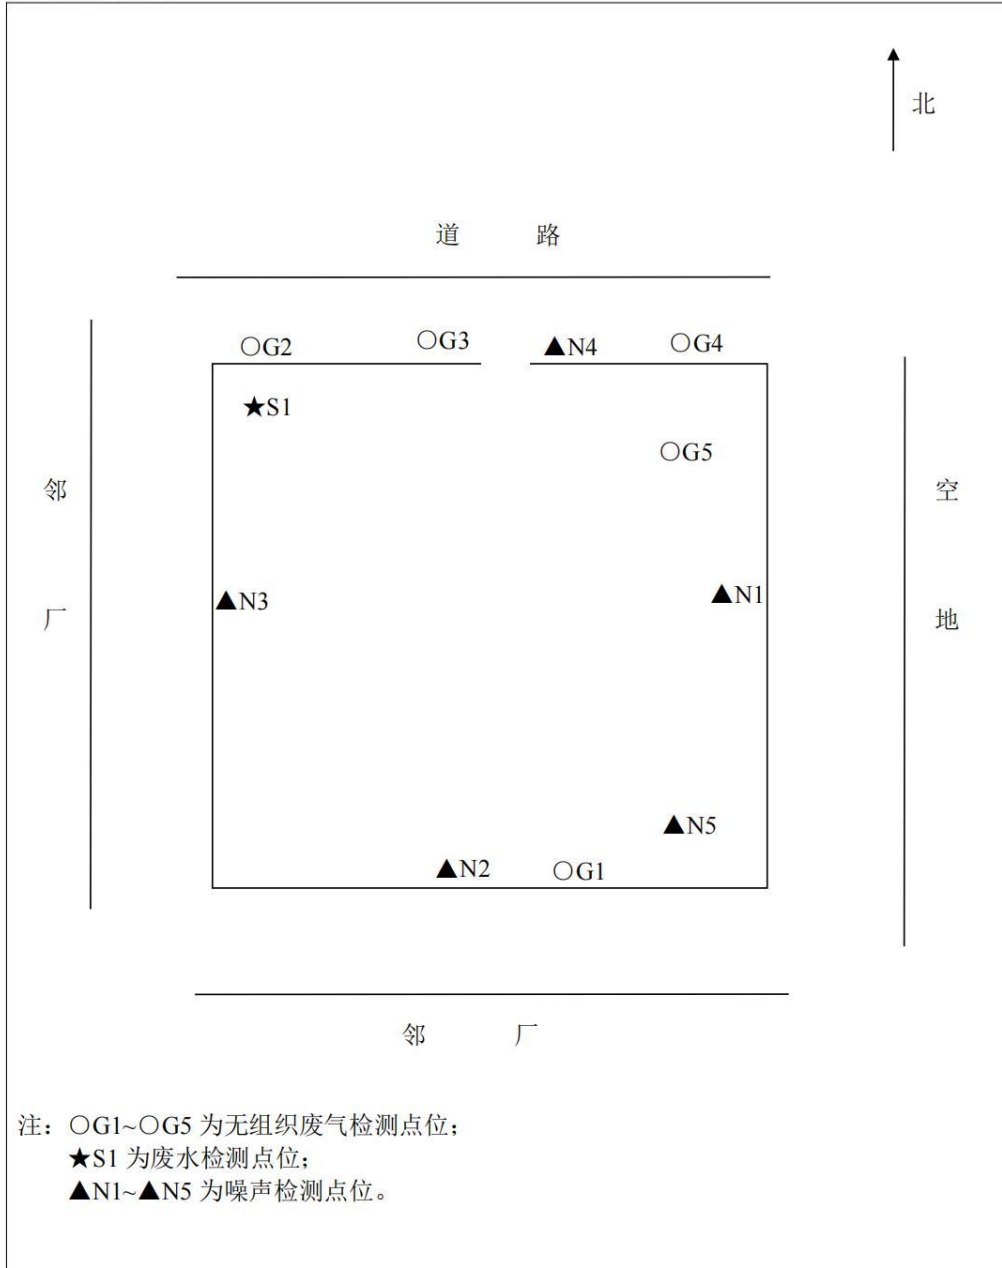 北
道 路
○G2 ○G3 ▲N4 ○G4
★S1
○G5
邻 厂
空 地
▲N3 ▲N1
▲N5
▲N2 ○G1
邻 厂
注：○G1~○G5 为无组织废气检测点位；
★S1 为废水检测点位；
▲N1~▲N5 为噪声检测点位。